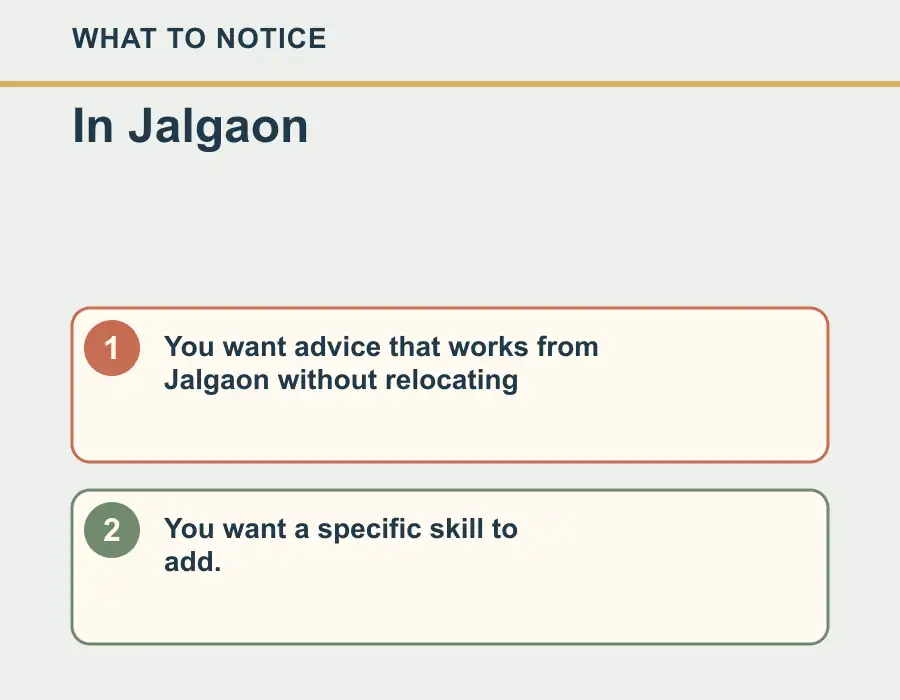 WHAT TO NOTICE
In Jalgaon
1
You want advice that works from
Jalgaon without relocating
2
You want a specific skill to
add.